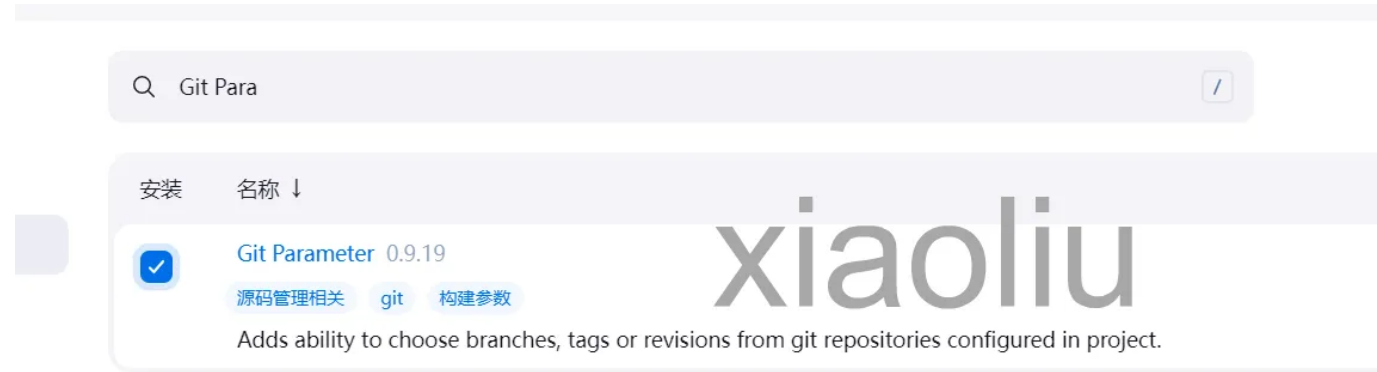 Git Para
/
安装 名称 ↓
xiaoliu
Git Parameter 0.9.19
源码管理相关 git 构建参数
Adds ability to choose branches, tags or revisions from git repositories configured in project.